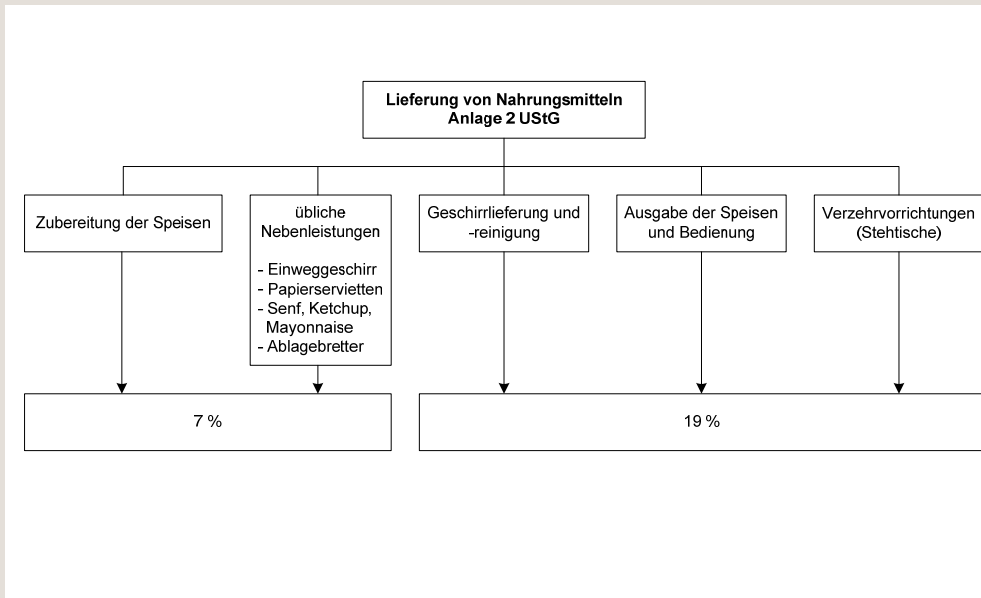 Lieferung von Nahrungsmitteln
Anlage 2 UStG
Zubereitung der Speisen
übliche
Nebenleistungen
- Einweggeschirr
- Papierservietten
- Senf, Ketchup,
Mayonnaise
- Ablagebretter
Geschirrlieferung und
-reinigung
Ausgabe der Speisen
und Bedienung
Verzehrvorrichtungen
(Stehtische)
7 %
19 %